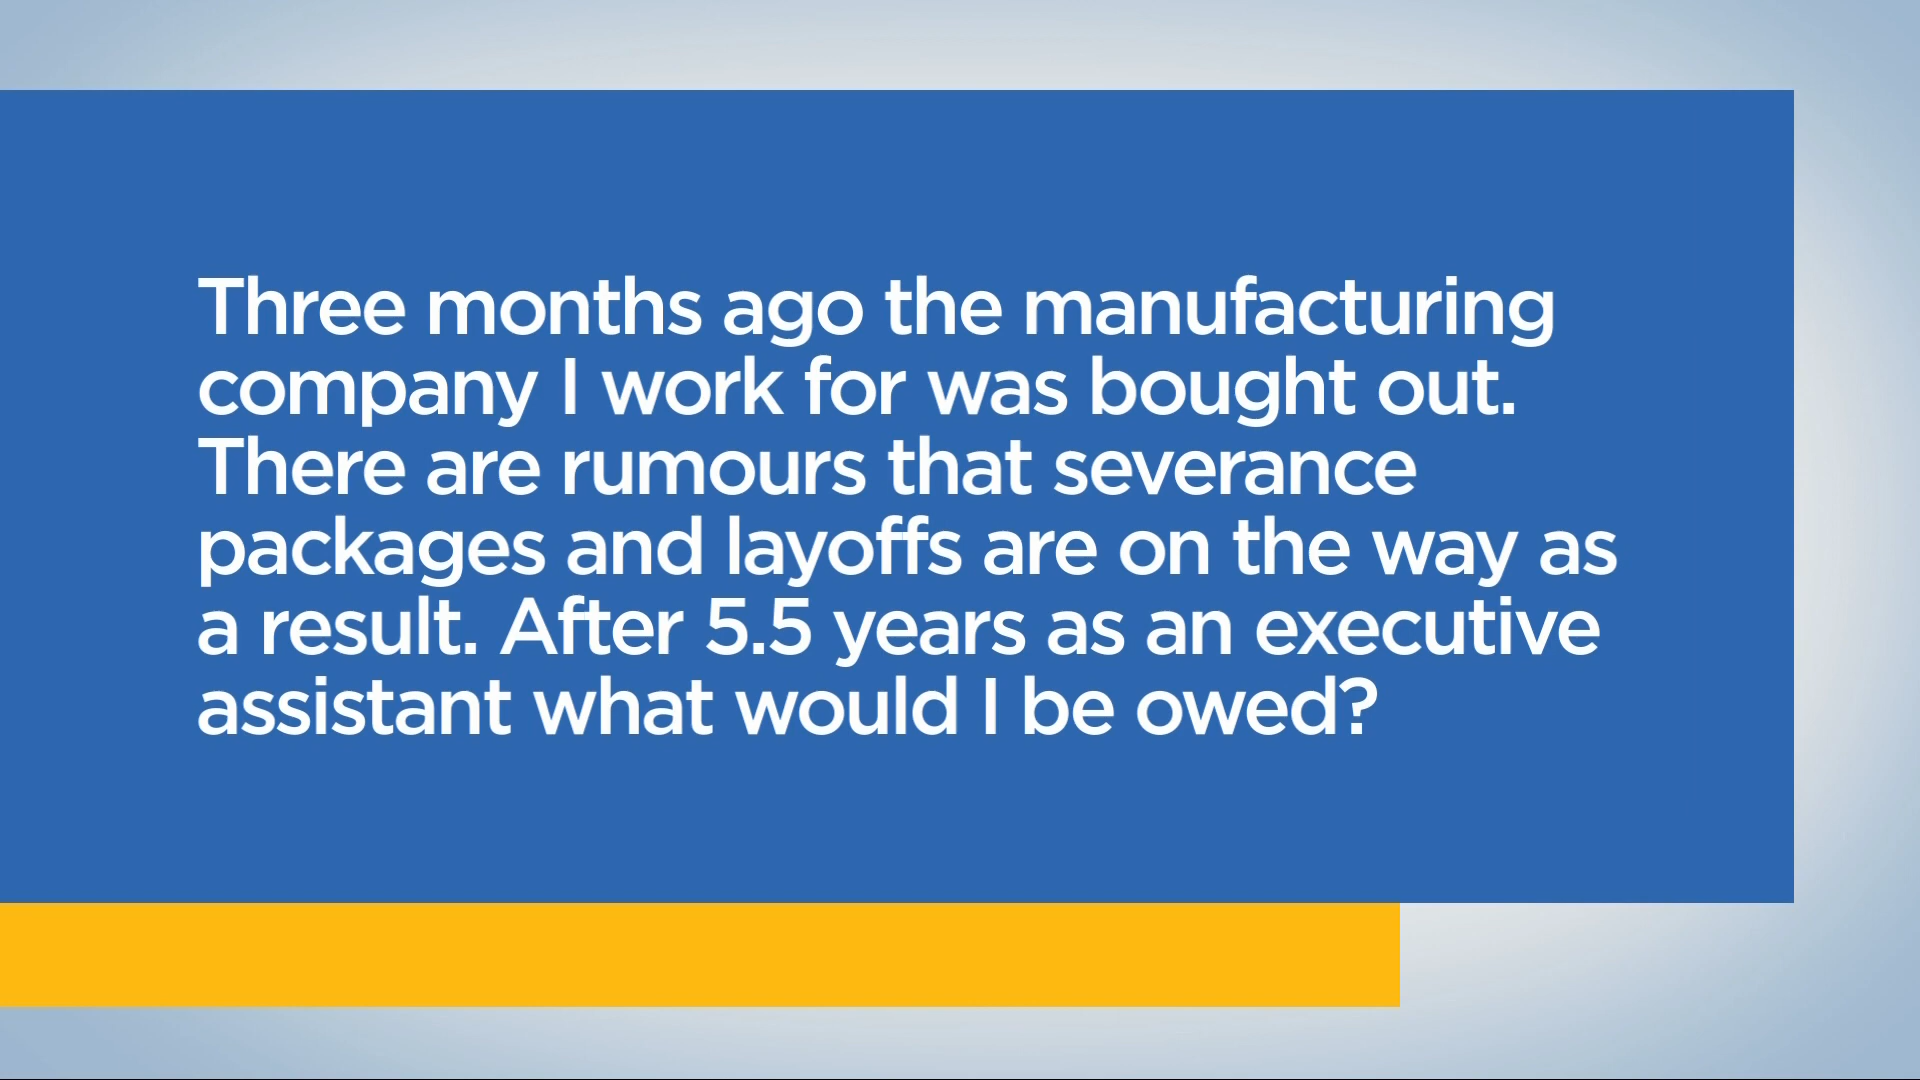 Three months ago the manufacturing
company I work for was bought out.
There are rumours that severance
packages and layoffs are on the way as
a result. After 5.5 years as an executive
assistant what would I be owed?